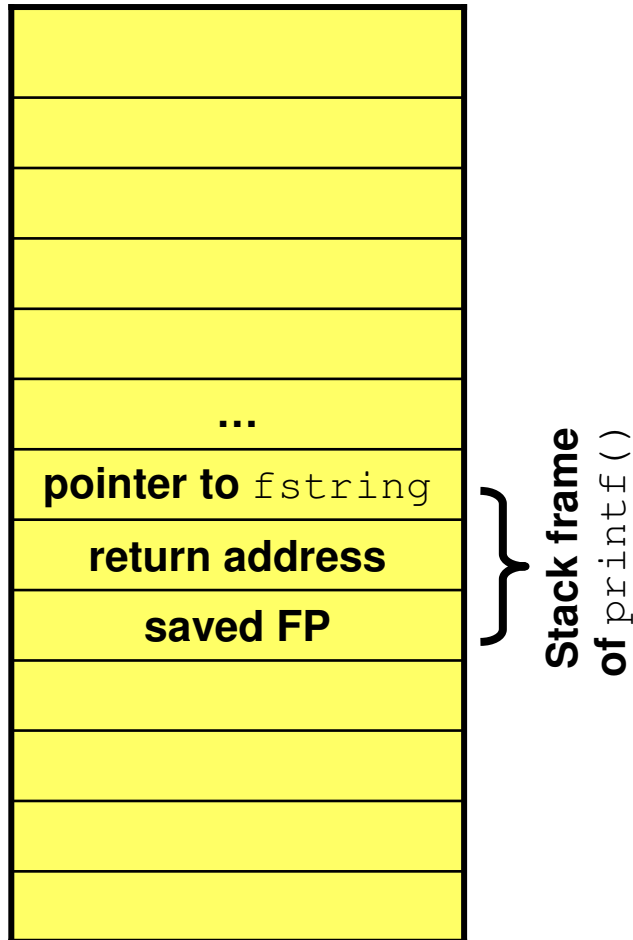 ...
pointer to fstring
return address
saved FP
Stack frame
of printf()